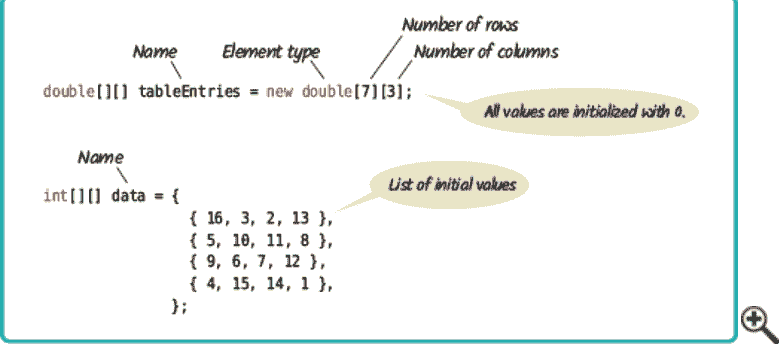 Number of rows
Name Element type Number of columns
double[][] tableEntries = new double[7][3];
All values are initialized with 0.
Name
List of initial values
int[][] data = {
{ 16, 3, 2, 13 },
{ 5, 10, 11, 8 },
{ 9, 6, 7, 12 },
{ 4, 15, 14, 1 },
};